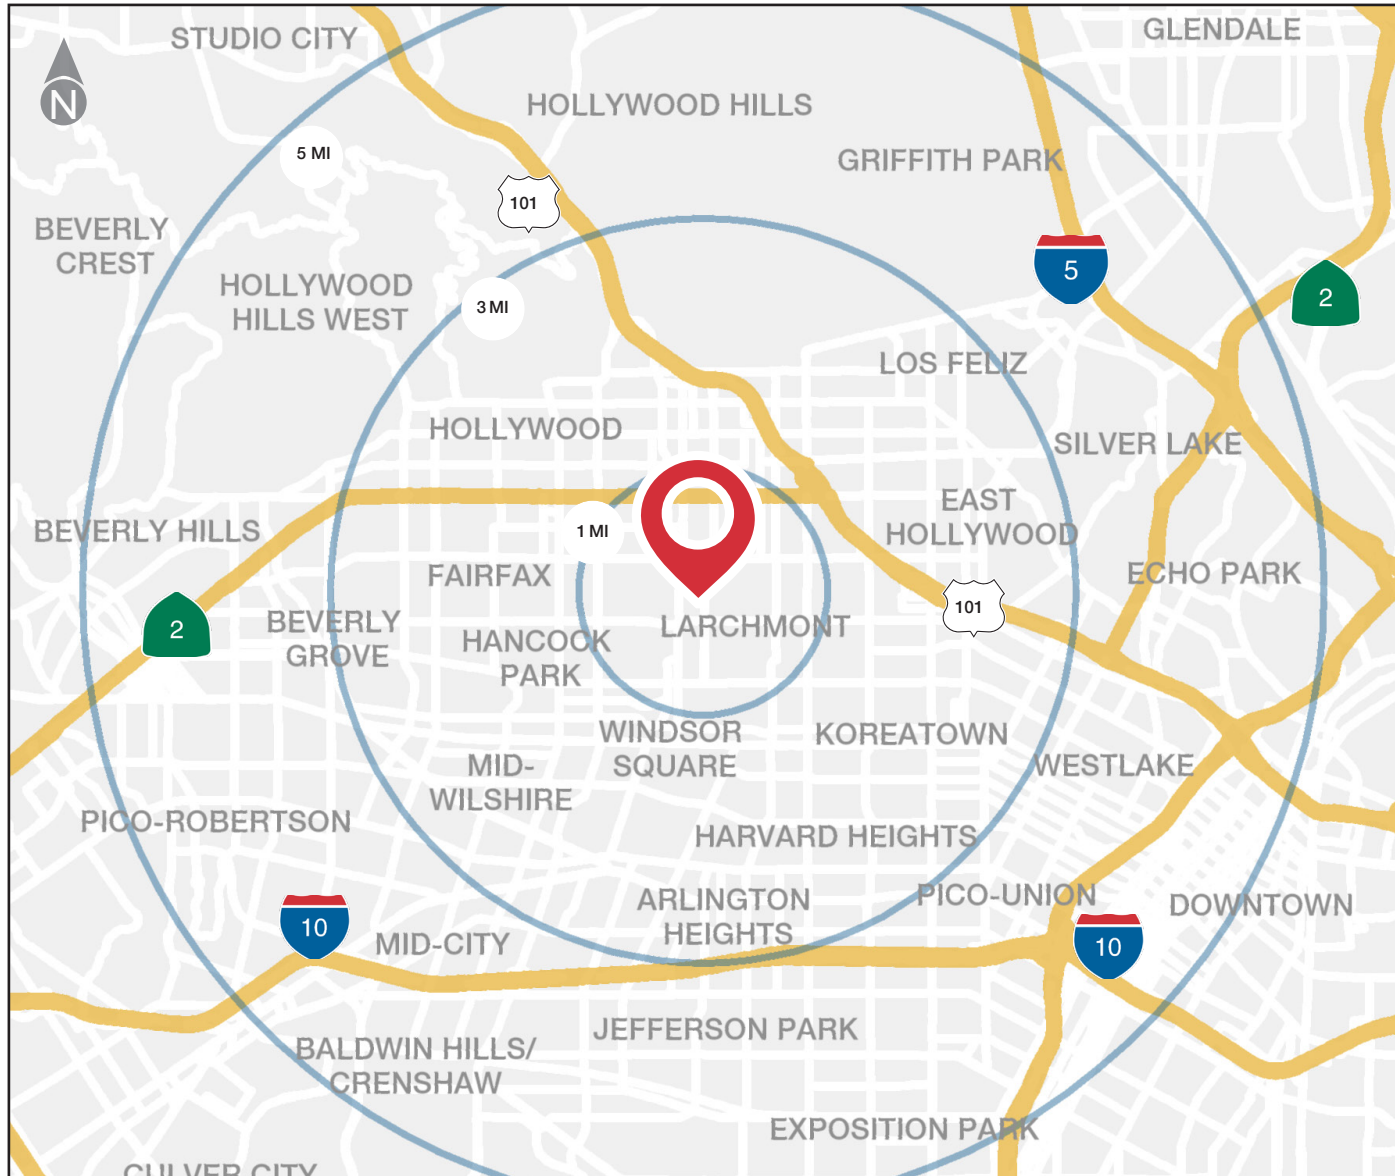 STUDIO CITY
GLENDALE
N
HOLLYWOOD HILLS
5 MI
GRIFFITH PARK
101
BEVERLY
CREST
5
HOLLYWOOD
HILLS WEST
3 MI
2
LOS FELIZ
HOLLYWOOD
SILVER LAKE
EAST
HOLLYWOOD
BEVERLY HILLS
1 MI
FAIRFAX
ECHO PARK
101
2
BEVERLY
GROVE
LARCHMONT
HANCOCK
PARK
WINDSOR
SQUARE
KOREATOWN
MID-
WILSHIRE
WESTLAKE
PICO-ROBERTSON
HARVARD HEIGHTS
ARLINGTON
HEIGHTS
PICO-UNION
DOWNTOWN
10
MID-CITY
10
JEFFERSON PARK
BALDWIN HILLS/
CRENSHAW
EXPOSITION PARK
CULVER CITY